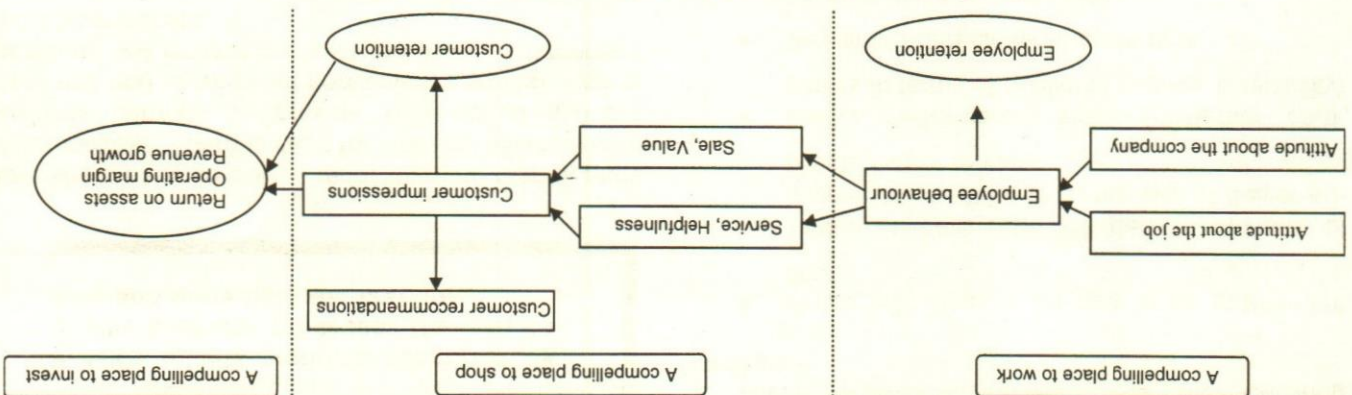 A compelling place to work
A compelling place to shop
A compelling place to invest
Attitude about the job
Attitude about the company
Employee behaviour
Employee retention
Service, Helpfulness
Sale, Value
Customer recommendations
Customer impressions
Customer retention
Return on assets
Operating margin
Revenue growth